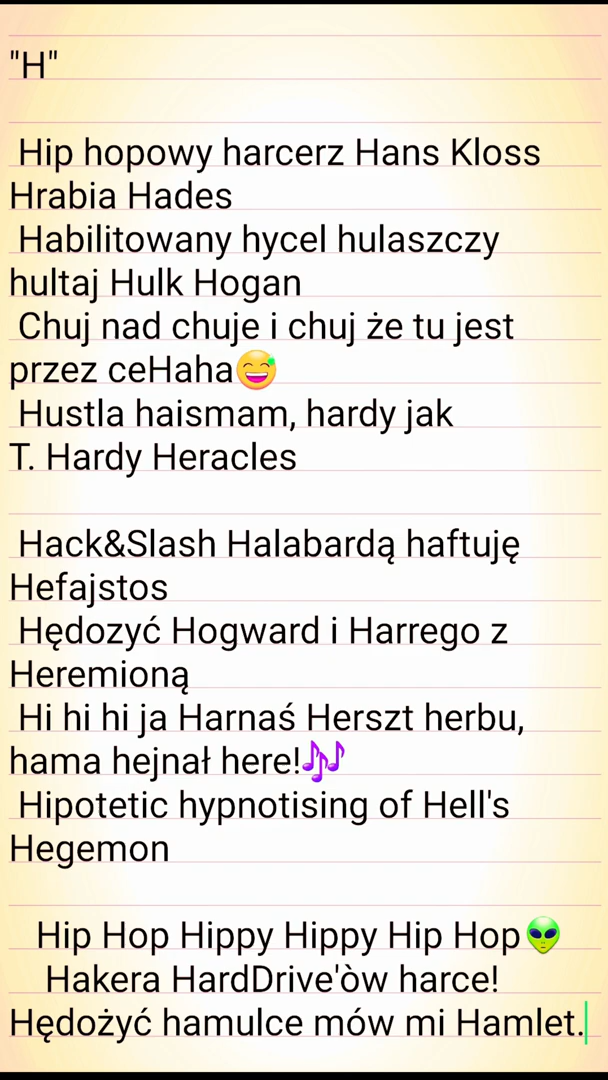 "H"
Hip hopowy harcerz Hans Kloss
Hrabia Hades
Habilitowany hycel hulaszczy
hultaj Hulk Hogan
Chuj nad chuje i chuj że tu jest
przez ceHaha😅
Hustla haismam, hardy jak
T. Hardy Heracles
Hack&Slash Halabardą haftuję
Hefajstos
Hędozyć Hogward i Harrego z
Heremioną
Hi hi hi ja Harnaś Herszt herbu,
hama hejnał here!🎶
Hipotetic hypnotising of Hell's
Hegemon
Hip Hop Hippy Hippy Hip Hop👽
Hakera HardDrive'òw harce!
Hędożyć hamulce mów mi Hamlet.